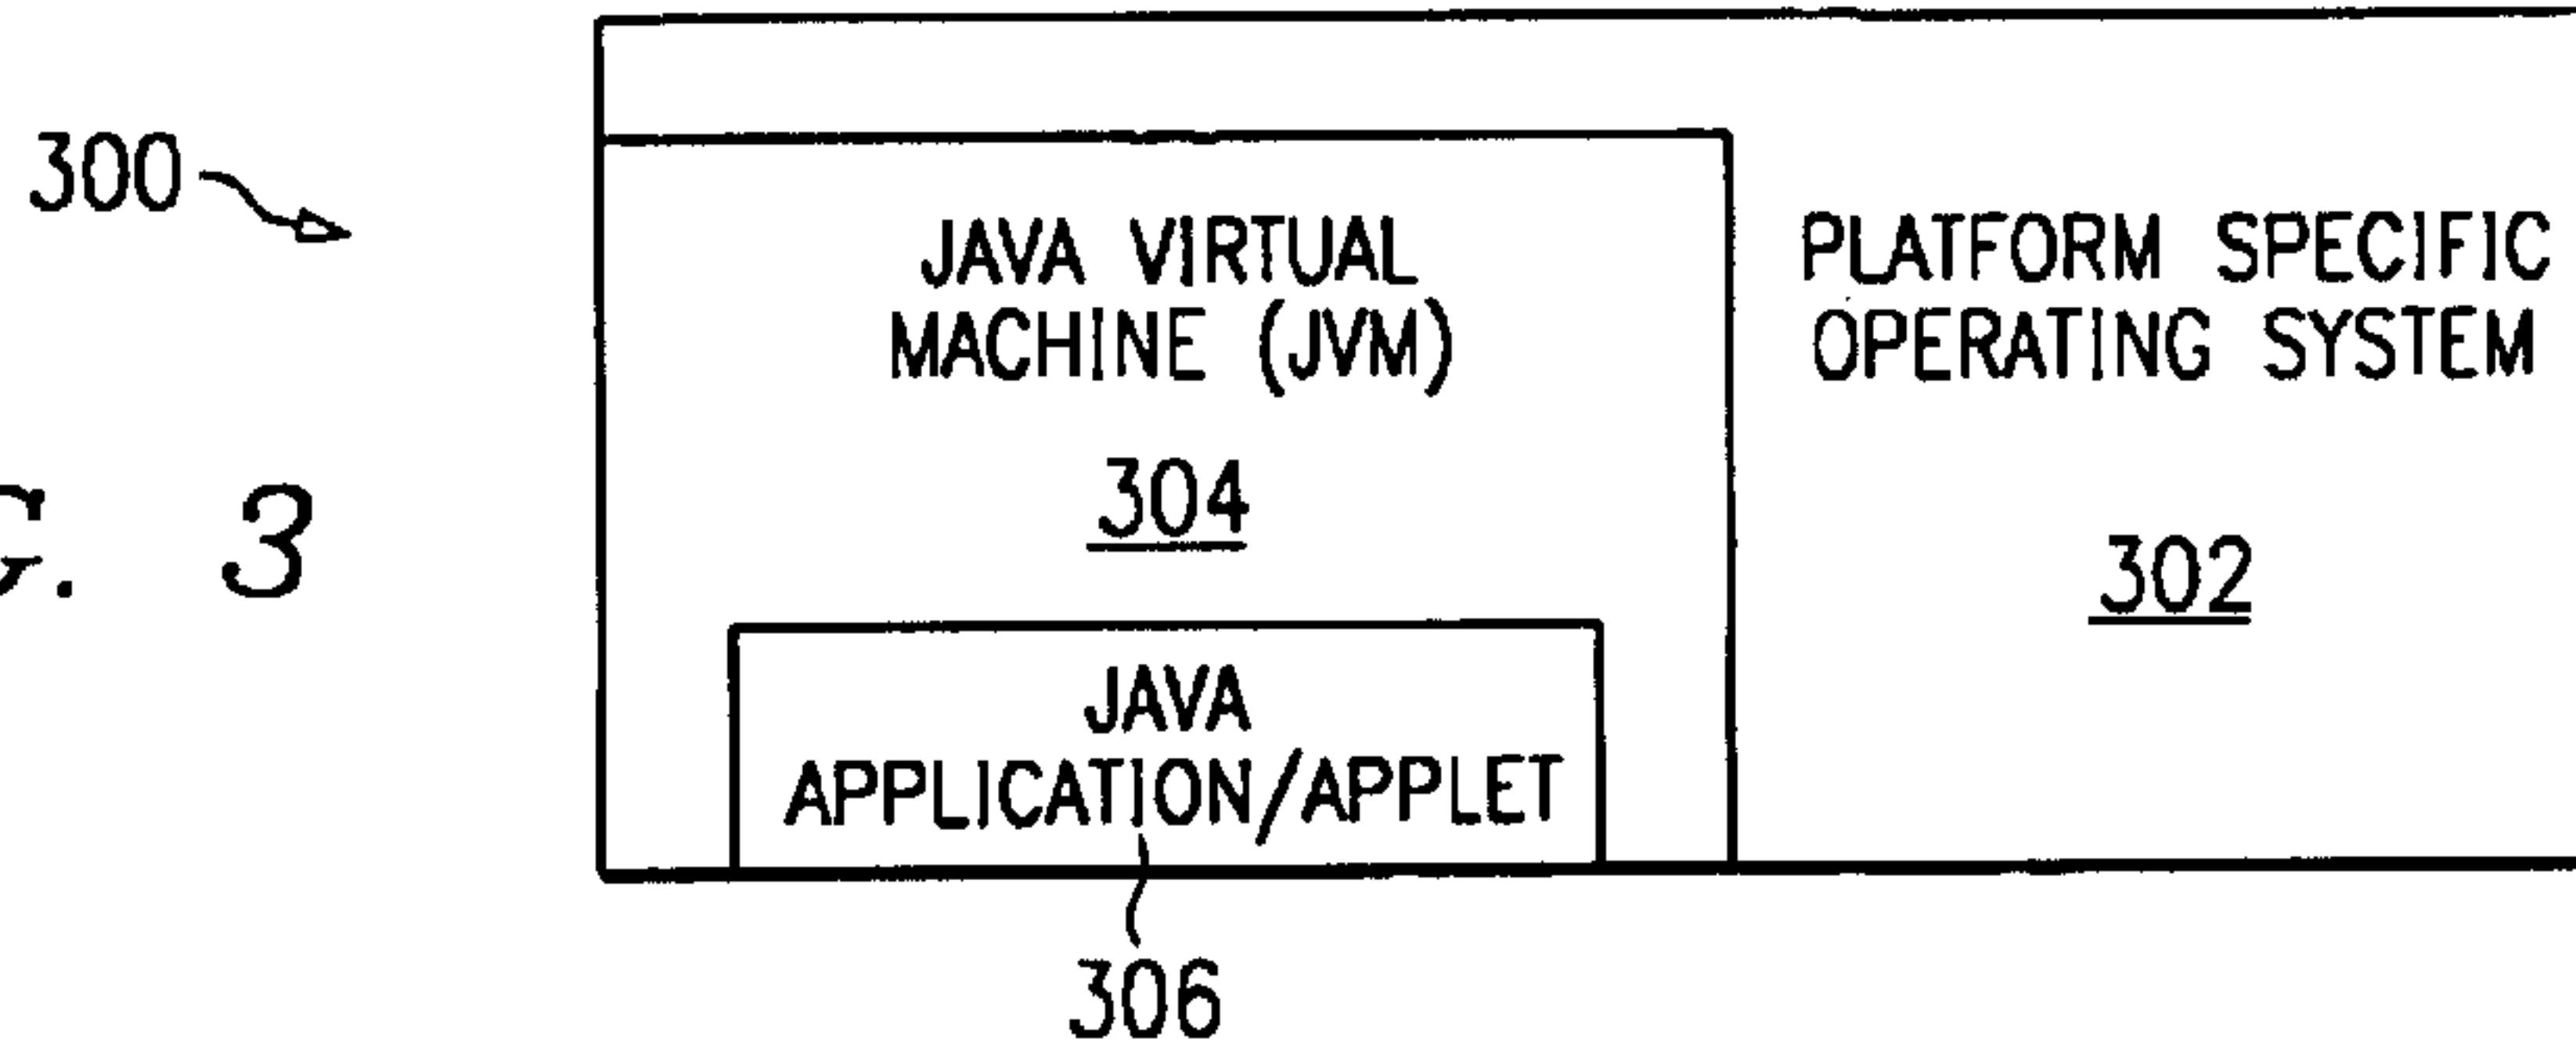 300
JAVA VIRTUAL
MACHINE (JVM)
304
PLATFORM SPECIFIC
OPERATING SYSTEM
302
G. 3
JAVA
APPLICATION/APPLET
306